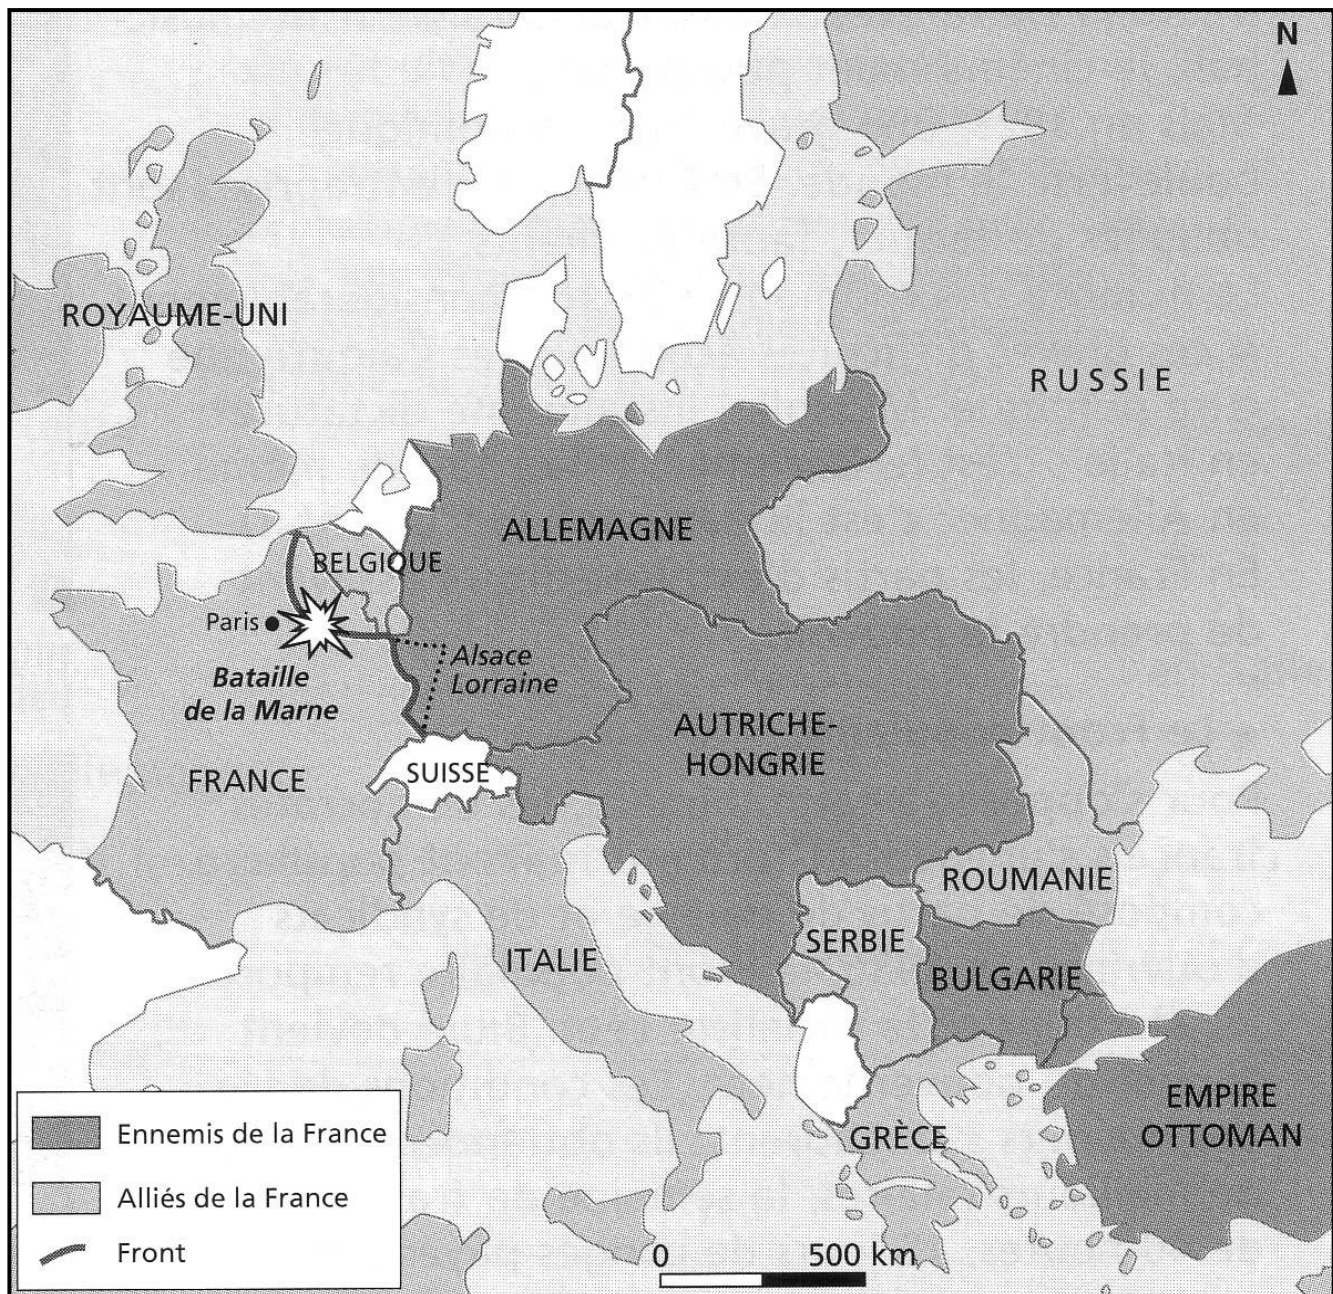 N
ROYAUME-UNI
RUSSIE
ALLEMAGNE
BELGIQUE
Paris
Alsace
Lorraine
Bataille
de la Marne
AUTRICHE-
HONGRIE
FRANCE
SUISSE
ROUMANIE
SERBIE
ITALIE
BULGARIE
EMPIRE
OTTOMAN
GRÈCE
Ennemis de la France
Alliés de la France
Front
0 500 km